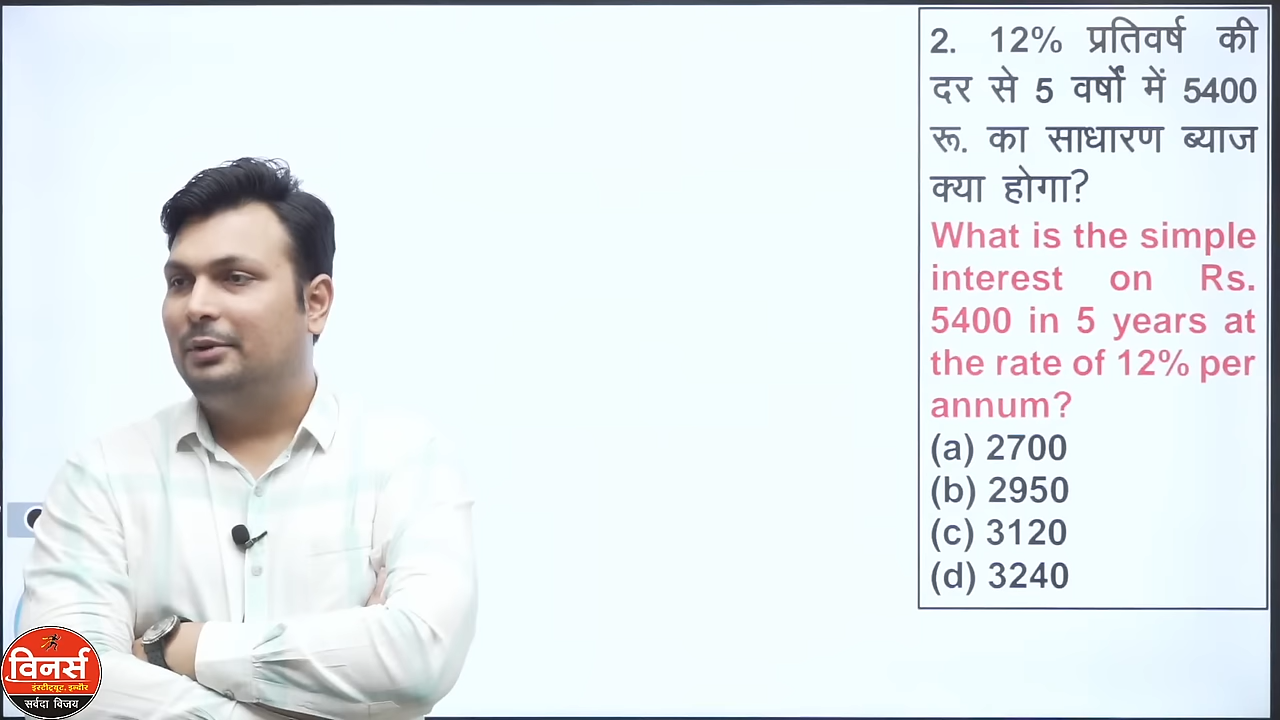 2. 12% प्रतिवर्ष की
दर से 5 वर्षों में 5400
रू. का साधारण ब्याज
क्या होगा?
What is the simple
interest on Rs.
5400 in 5 years at
the rate of 12% per
annum?
(a) 2700
(b) 2950
(c) 3120
(d) 3240
विनर्स
इंस्टीट्यूट, इन्दौर
सर्वदा विजय